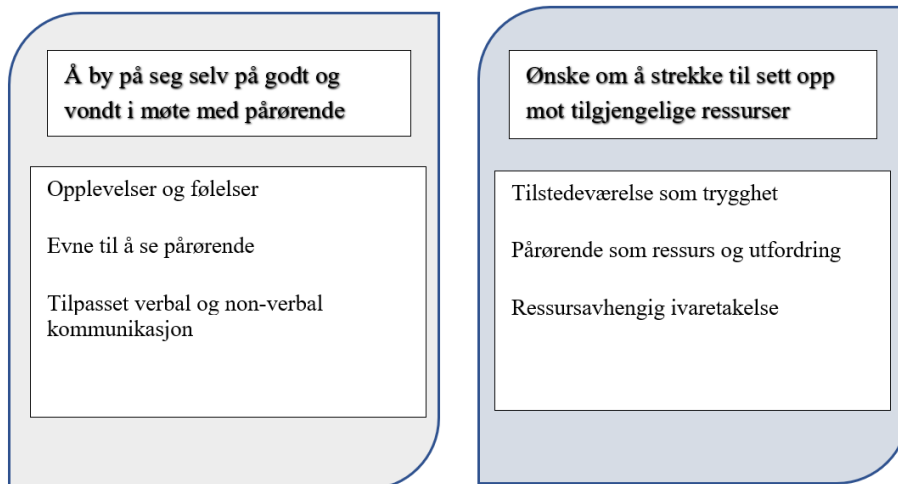 Å by på seg selv på godt og
vondt i møte med pårørende
Opplevelser og følelser
Evne til å se pårørende
Tilpasset verbal og non-verbal
kommunikasjon
Ønske om å strekke til sett opp
mot tilgjengelige ressurser
Tilstedeværelse som trygghet
Pårørende som ressurs og utfordring
Ressursavhengig ivaretakelse